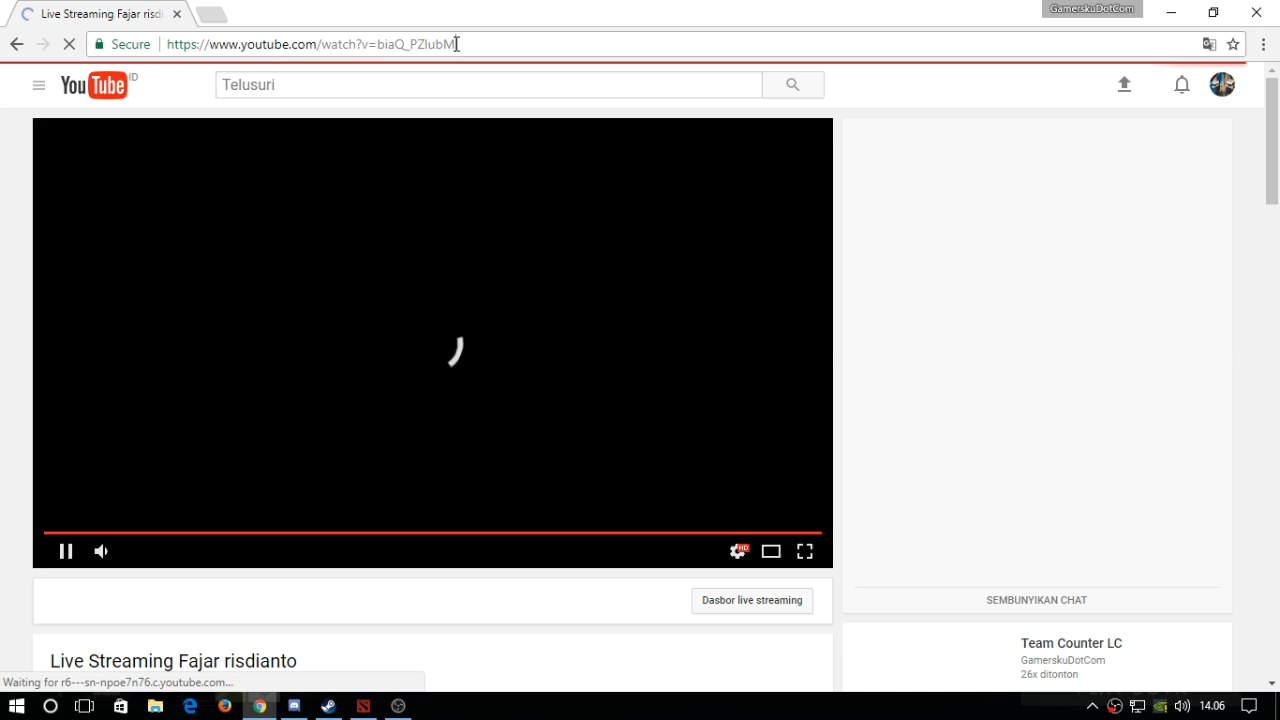 Live Streaming Fajar risdi
GamerskuDotCom
Secure
https://www.youtube.com/watch?v=biaQ_PZIubM
YouTube ID
Telusuri
HD
Dasbor live streaming
SEMBUNYIKAN CHAT
Live Streaming Fajar risdianto
Team Counter LC
GamerskuDotCom
26x ditonton
Waiting for r6---sn-npoe7n76.c.youtube.com...
14.06